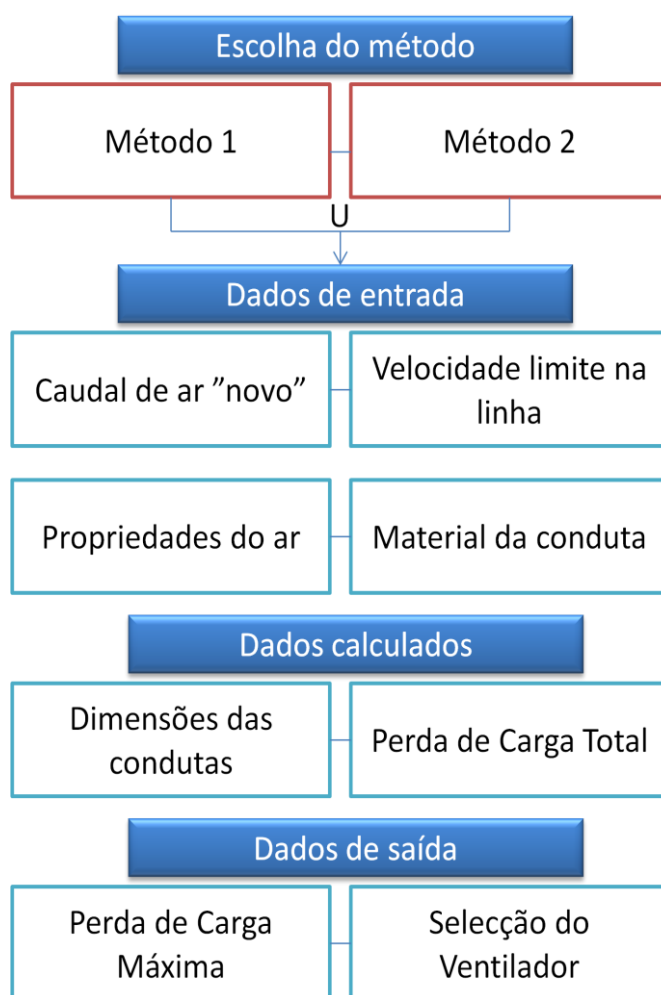 Escolha do método
Método 1
Método 2
U
Dados de entrada
Caudal de ar ”novo”
Velocidade limite na
linha
Propriedades do ar
Material da conduta
Dados calculados
Dimensões das
condutas
Perda de Carga Total
Dados de saída
Perda de Carga
Máxima
Selecção do
Ventilador